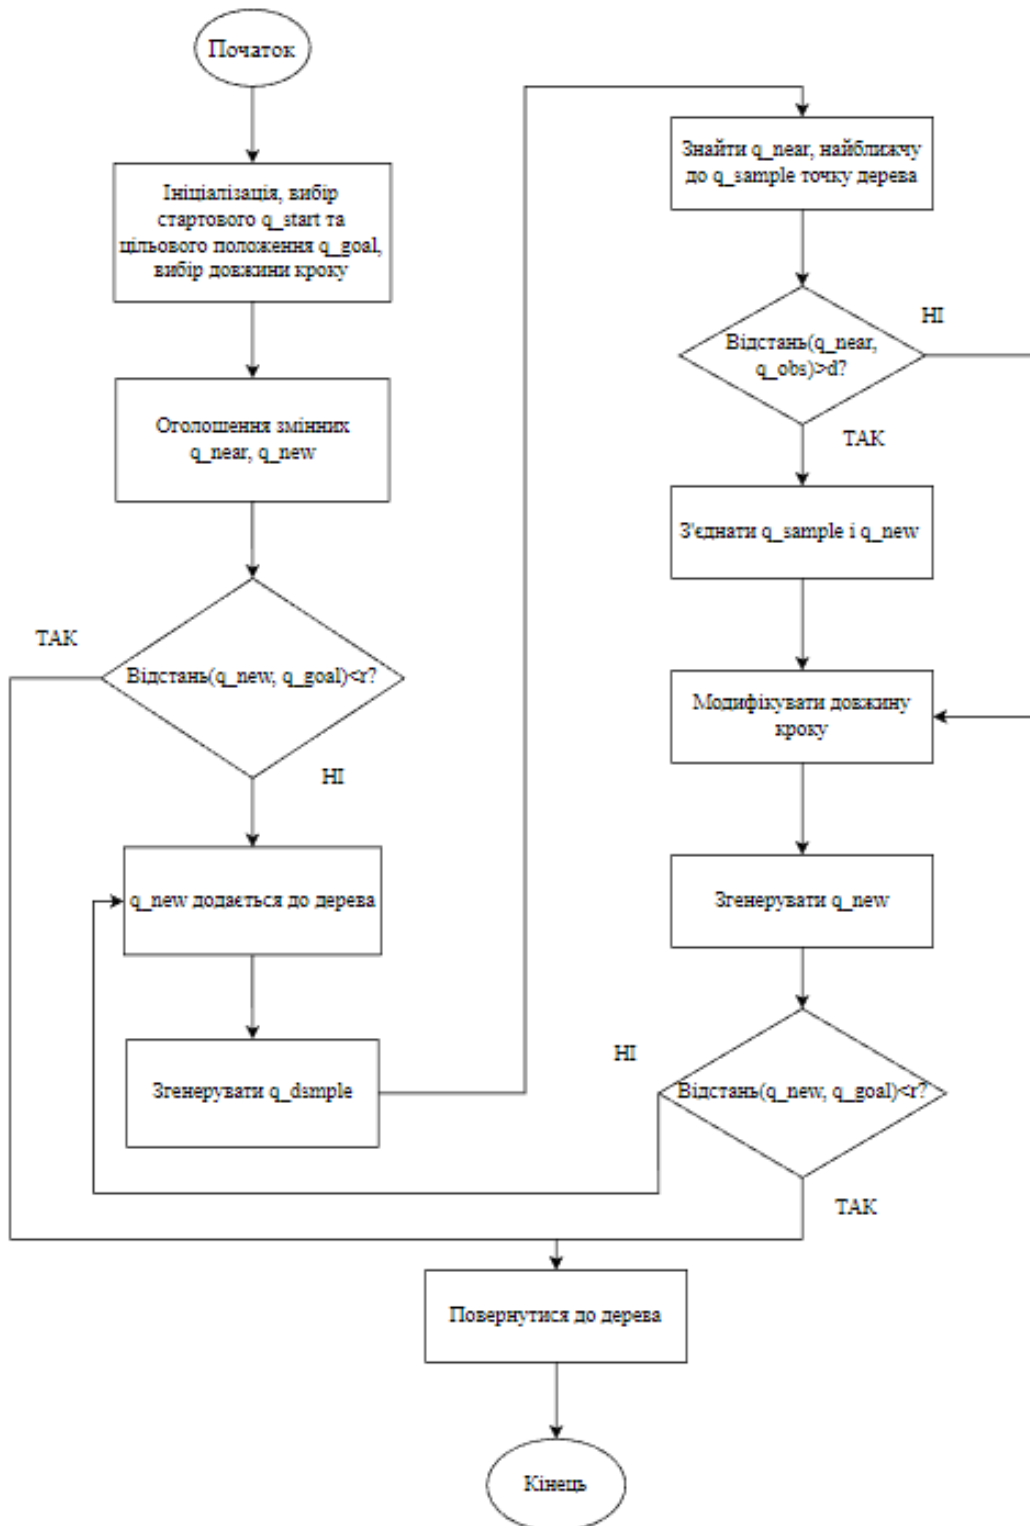 Початок
Ініціалізація, вибір
стартового q_start та
цільового положення q_goal,
вибір довжини кроку
Оголошення змінних
q_near, q_new
ТАК
Відстань(q_new, q_goal)<r?
НІ
q_new додається до дерева
Згенерувати q_dsmple
Знайти q_near, найближчу
до q_sample точку дерева
НІ
Відстань(q_near,
q_obs)>d?
ТАК
З'єднати q_sample і q_new
Модифікувати довжину
кроку
Згенерувати q_new
НІ
Відстань(q_new, q_goal)<r?
ТАК
Повернутися до дерева
Кінець